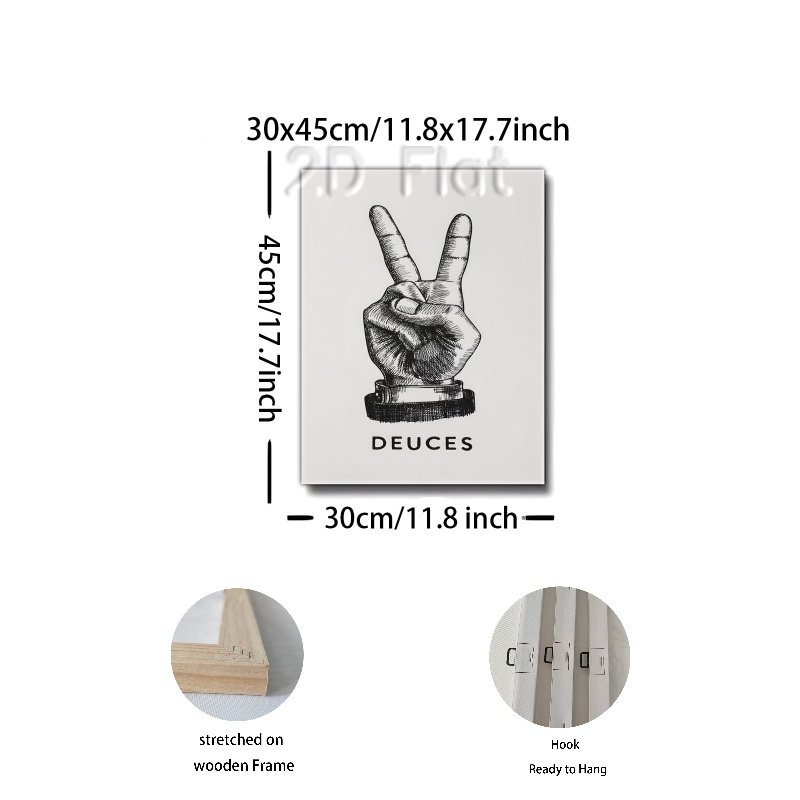 30x45cm/11.8x17.7inch
2D Flat
45cm/17.7inch
DEUCES
30cm/11.8 inch
stretched on
wooden Frame
Hook
Ready to Hang